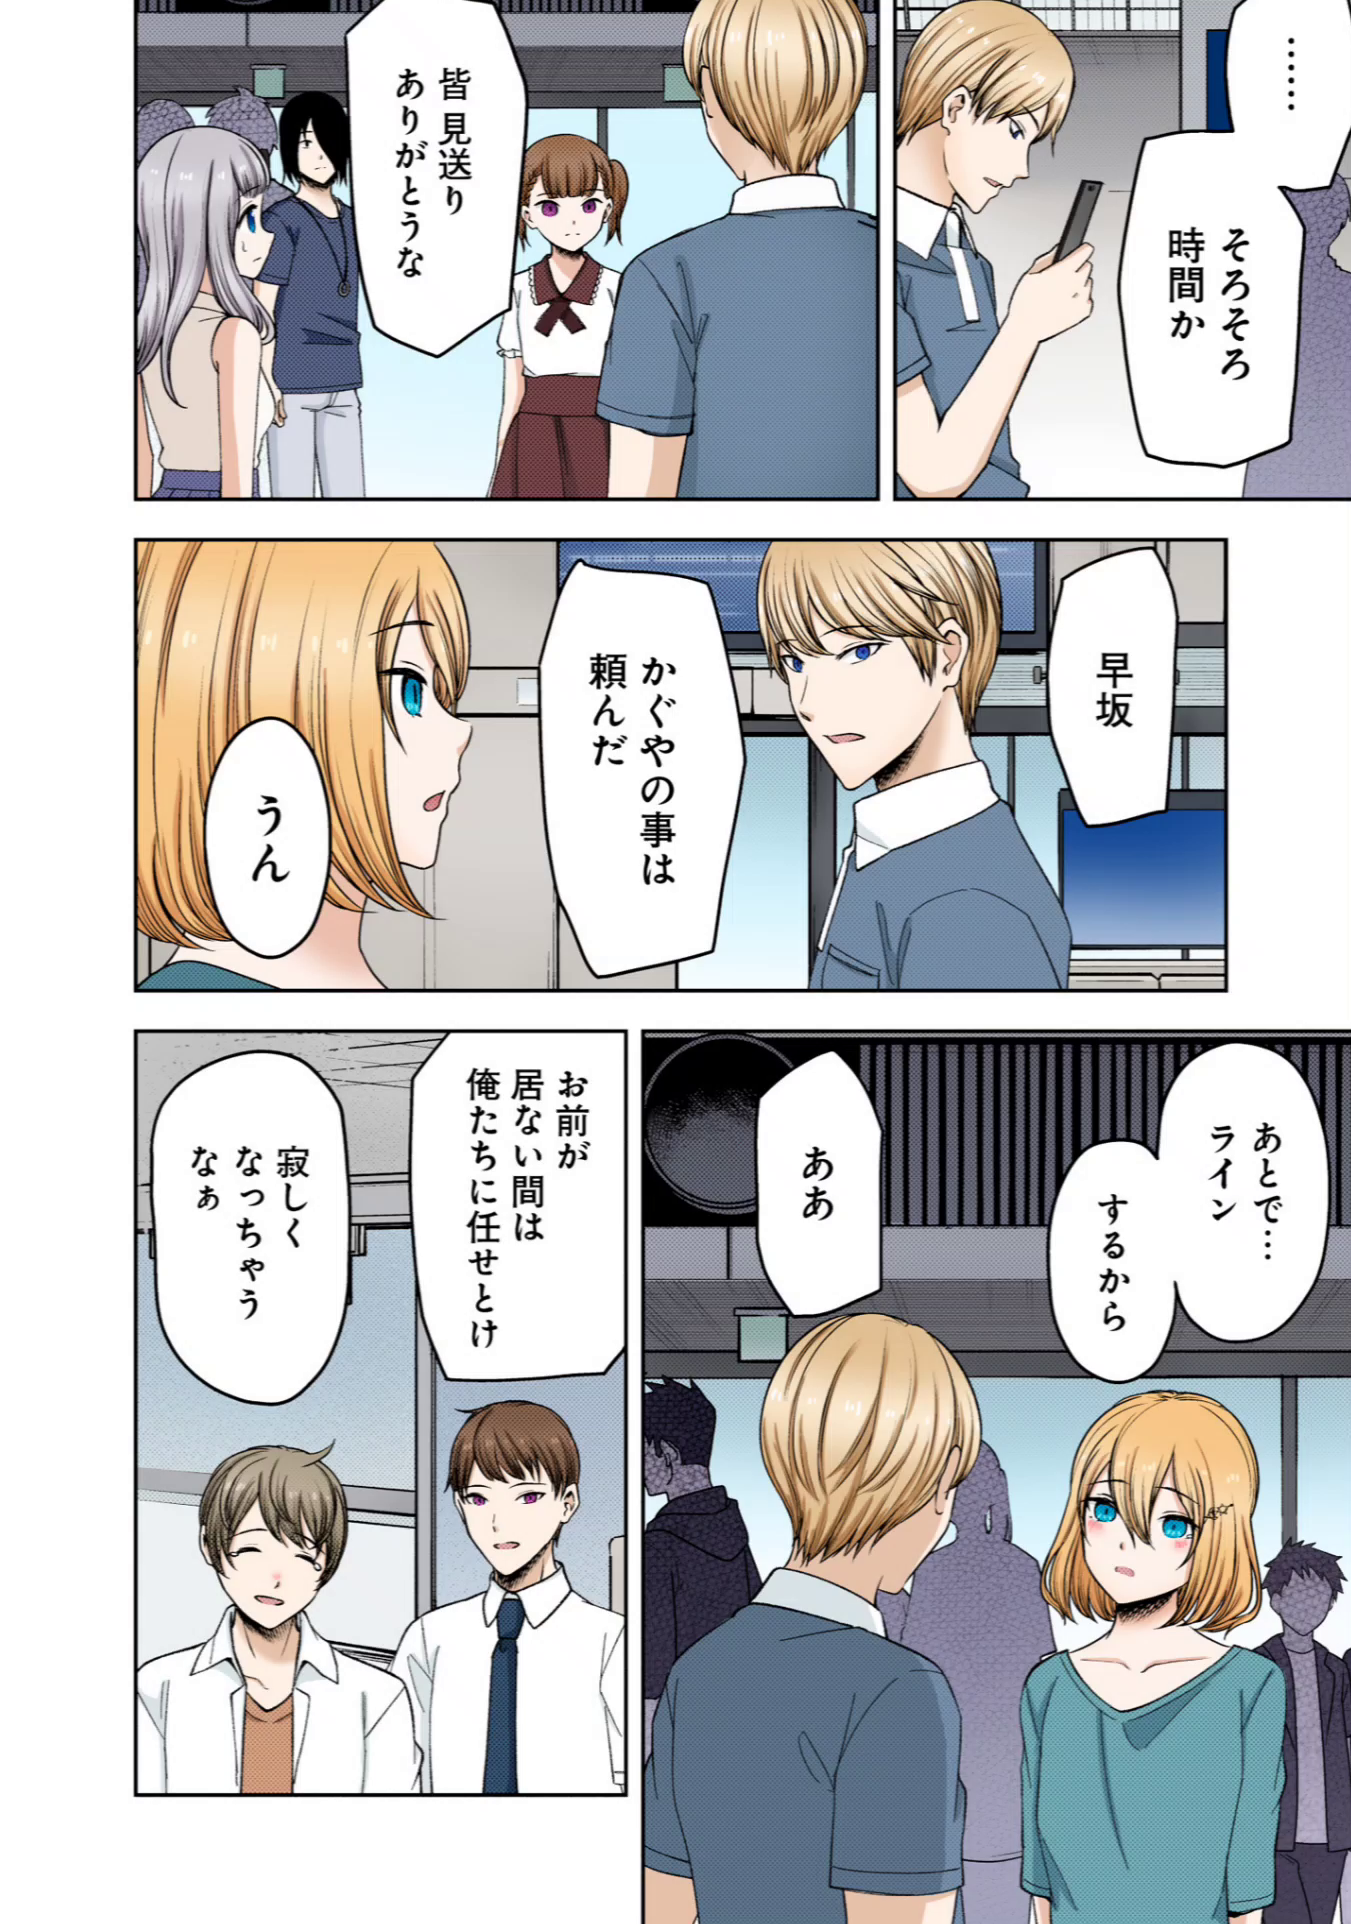 ……
そろそろ
時間か
皆見送り
ありがとうな
早坂
かぐやの事は
頼んだ
うん
あとで…
ライン
するから
ああ
お前が
居ない間は
俺たちに任せとけ
寂しく
なっちゃう
なぁ